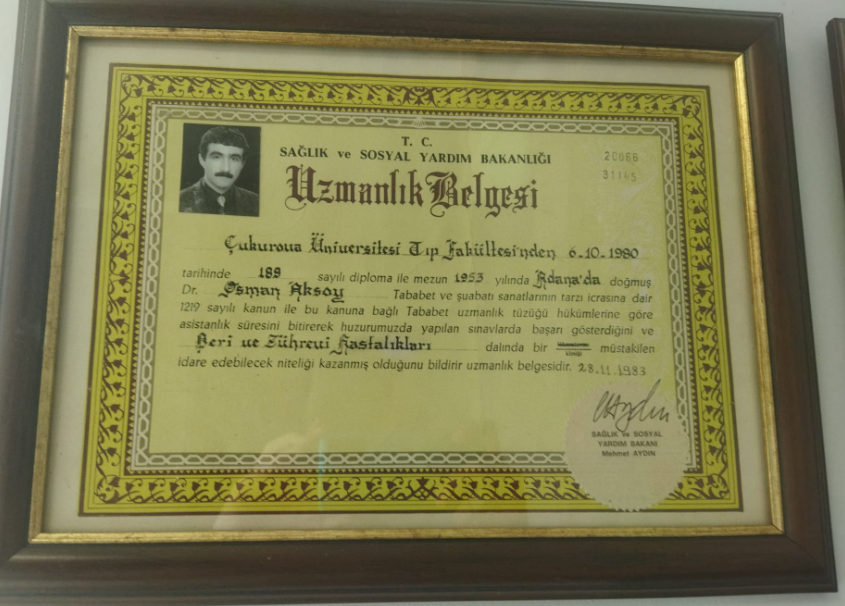 T. C.
SAĞLIK ve SOSYAL YARDIM BAKANLIĞI
20868
31145
Uzmanlık Belgesi
Çukurova Üniversitesi Tıp Fakültesi'nden 6.10.1980
tarihinde 189 sayılı diploma ile mezun 1953 yılında Adana'da doğmuş
Dr. Osman Aksoy Tababet ve şuabatı sanatlarının tarzı icrasına dair
1219 sayılı kanun ile bu kanuna bağlı Tababet uzmanlık tüzüğü hükümlerine göre
asistanlık süresini bitirerek huzurumuzda yapılan sınavlarda başarı gösterdiğini ve
Deri ve Zührevi Hastalıkları dalında bir müstakilen
idare edebilecek niteliği kazanmış olduğunu bildirir uzmanlık belgesidir. 28.11.1983
SAĞLIK ve SOSYAL
YARDIM BAKANI
Mehmet AYDIN